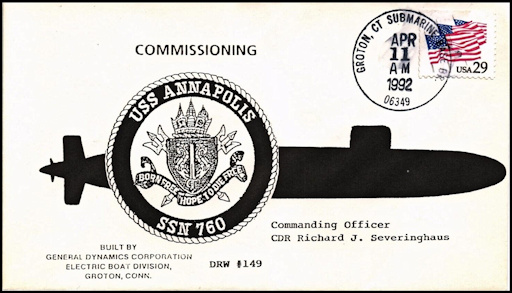 COMMISSIONING
GROTON, CT SUBMARINE
APR
11
AM
1992
06349
USA 29
USS ANNAPOLIS
BORN FREE
HOPE TO DIE FREE
SSN 760
Commanding Officer
CDR Richard J. Severinghaus
BUILT BY
GENERAL DYNAMICS CORPORATION
ELECTRIC BOAT DIVISION,
GROTON, CONN.
DRW #149